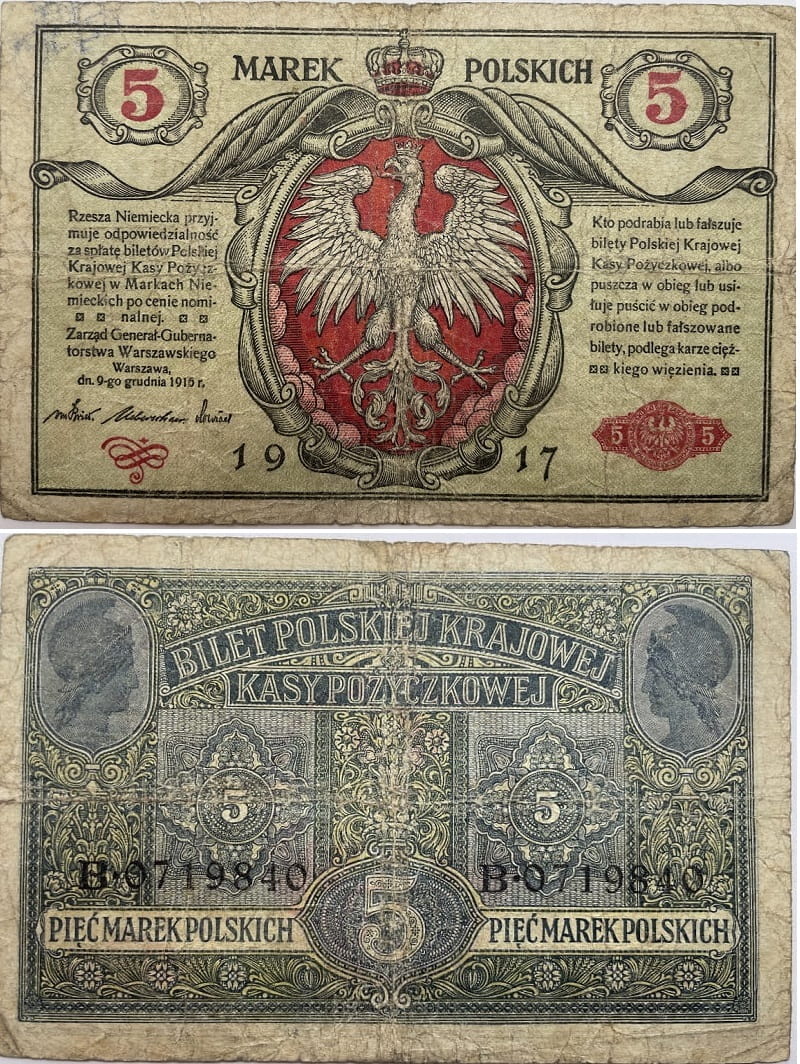 5 MAREK POLSKICH 5
Rzesza Niemiecka przyj-
muje odpowiedzialność
za spłatę biletów Polskiej
Krajowej Kasy Pożycz-
kowej w Markach Nie-
mieckich po cenie nomi-
nalnej.
Zarząd Generał-Guberna-
torstwa Warszawskiego
Warszawa,
dn. 9-go grudnia 1916 r.
Kto podrabia lub fałszuje
bilety Polskiej Krajowej
Kasy Pożyczkowej, albo
puszcza w obieg lub usi-
łuje puścić w obieg pod-
robione lub fałszowane
bilety, podlega karze cięż-
kiego więzienia.
5 5
1917
BILET POLSKIEJ KRAJOWEJ
KASY POŻYCZKOWEJ
5 5
B·0719840 B·0719840
PIĘĆ MAREK POLSKICH 5 PIĘĆ MAREK POLSKICH